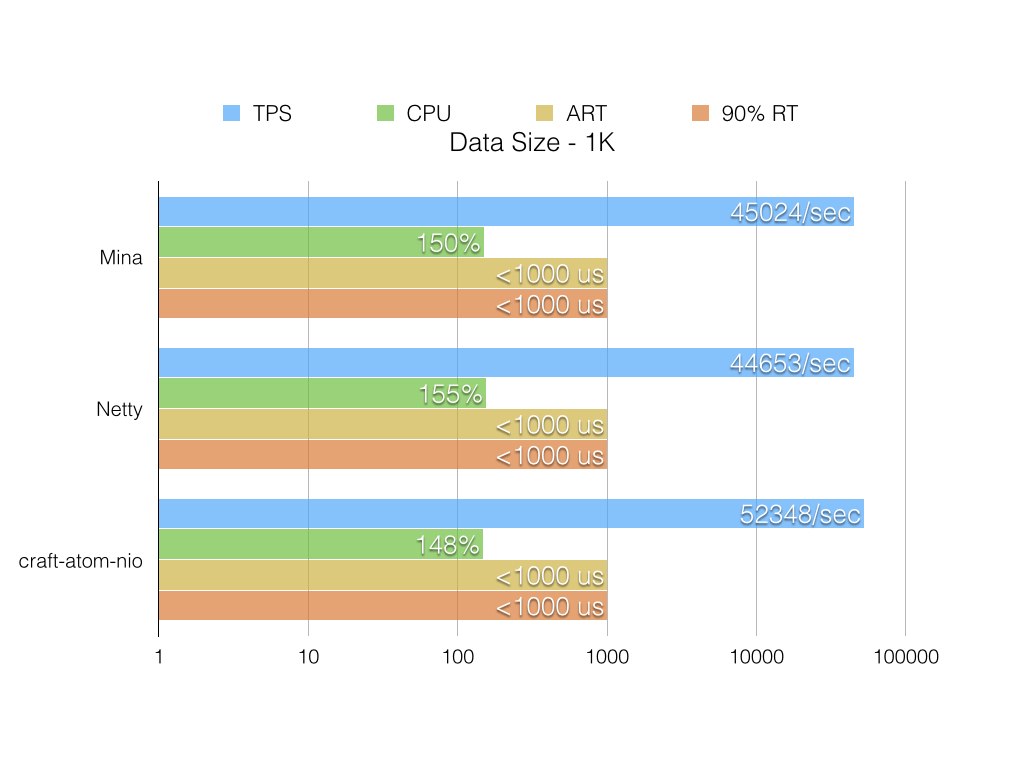 TPS CPU ART 90% RT
Data Size - 1K
45024/sec
150%
Mina
<1000 us
<1000 us
44653/sec
155%
Netty
<1000 us
<1000 us
52348/sec
148%
craft-atom-nio
<1000 us
<1000 us
1 10 100 1000 10000 100000